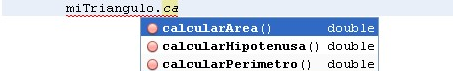 miTriangulo.ca
calcularArea() double
calcularHipotenusa() double
calcularPerimetro() double